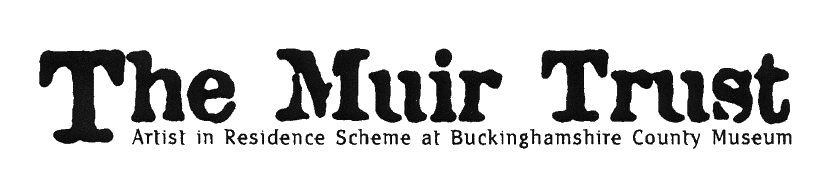 The Muir Trust
Artist in Residence Scheme at Buckinghamshire County Museum